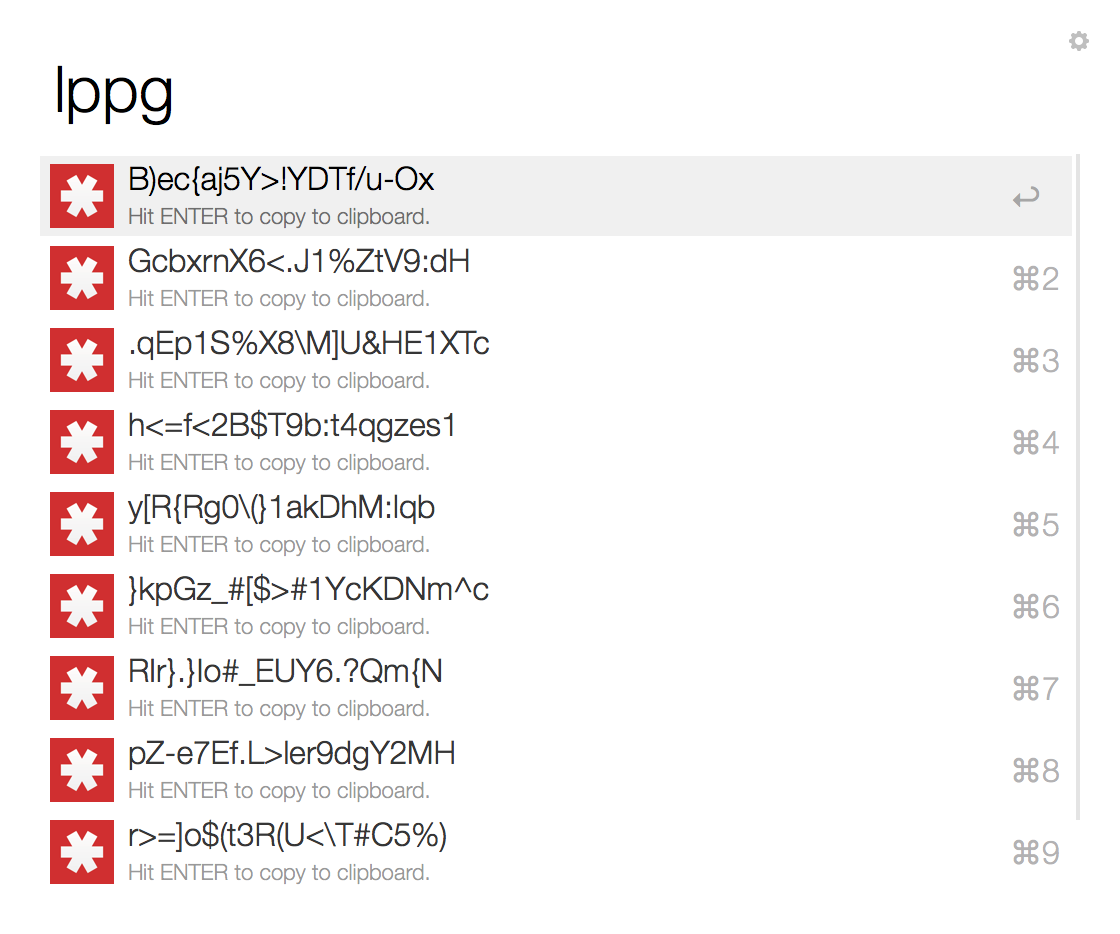 lppg
B)ec{aj5Y>!YDTf/u-Ox
Hit ENTER to copy to clipboard.
GcbxrnX6<.J1%ZtV9:dH
Hit ENTER to copy to clipboard.
⌘2
.qEp1S%X8\M]U&HE1XTc
Hit ENTER to copy to clipboard.
⌘3
h<=f<2B$T9b:t4qgzes1
Hit ENTER to copy to clipboard.
⌘4
y[R{Rg0\(}1akDhM:lqb
Hit ENTER to copy to clipboard.
⌘5
}kpGz_#[$>#1YcKDNm^c
Hit ENTER to copy to clipboard.
⌘6
RIr}.}Io#_EUY6.?Qm{N
Hit ENTER to copy to clipboard.
⌘7
pZ-e7Ef.L>ler9dgY2MH
Hit ENTER to copy to clipboard.
⌘8
r>=]o$(t3R(U<\T#C5%)
Hit ENTER to copy to clipboard.
⌘9